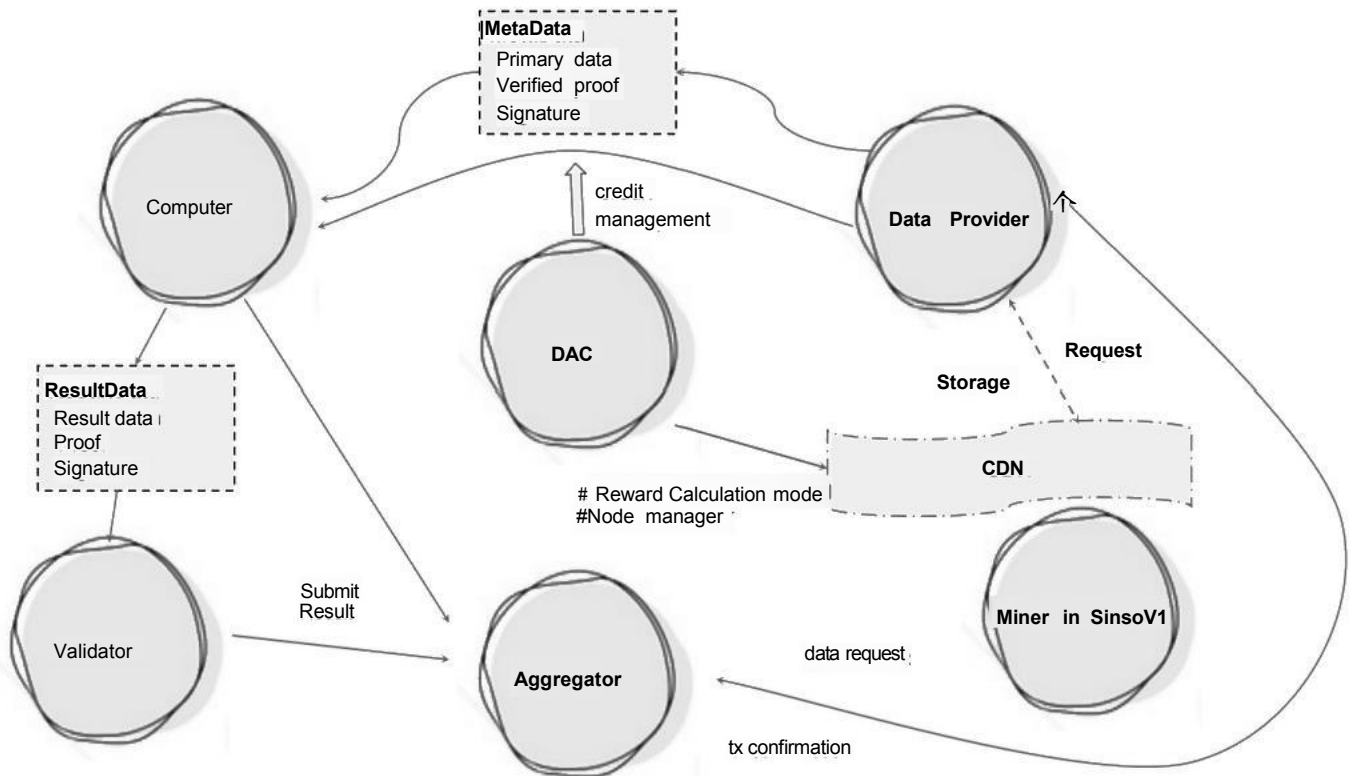 MetaData
Primary data
Verified proof
Signature
Computer
credit
management
Data Provider
DAC
Request
Storage
ResultData
Result data
Proof
Signature
CDN
# Reward Calculation mode
#Node manager
Submit
Result
Miner in SinsoV1
Validator
data request
Aggregator
tx confirmation